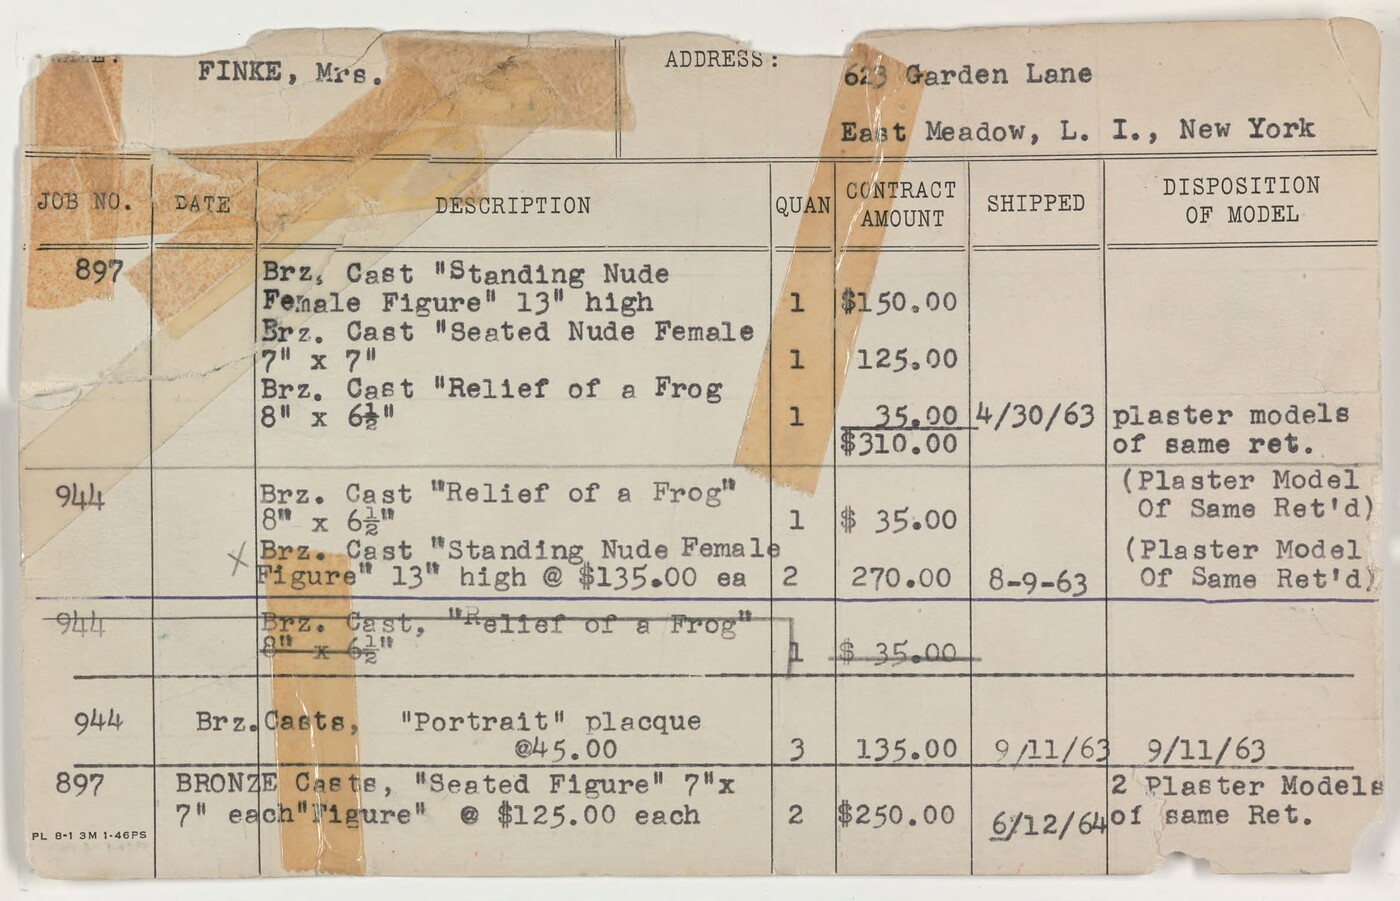 FINKE, Mrs.
ADDRESS:
623 Garden Lane
East Meadow, L. I., New York
JOB NO. DATE DESCRIPTION QUAN CONTRACT AMOUNT SHIPPED DISPOSITION OF MODEL
897 Brz. Cast "Standing Nude
Female Figure" 13" high 1 $150.00
Brz. Cast "Seated Nude Female
7" x 7" 1 125.00
Brz. Cast "Relief of a Frog
8" x 6½" 1 35.00 4/30/63 plaster models
$310.00 of same ret.
944 Brz. Cast "Relief of a Frog" (Plaster Model
8" x 6½" 1 $ 35.00 Of Same Ret'd)
x Brz. Cast "Standing Nude Female (Plaster Model
Figure" 13" high @ $135.00 ea 2 270.00 8-9-63 Of Same Ret'd)
944 Brz. Cast, "Relief of a Frog"
8" x 6½" 1 $ 35.00
944 Brz. Casts, "Portrait" placque
@45.00 3 135.00 9/11/63 9/11/63
897 BRONZE Casts, "Seated Figure" 7"x 2 Plaster Models
7" each"Figure" @ $125.00 each 2 $250.00 6/12/64 of same Ret.
PL 8-1 3M 1-46PS